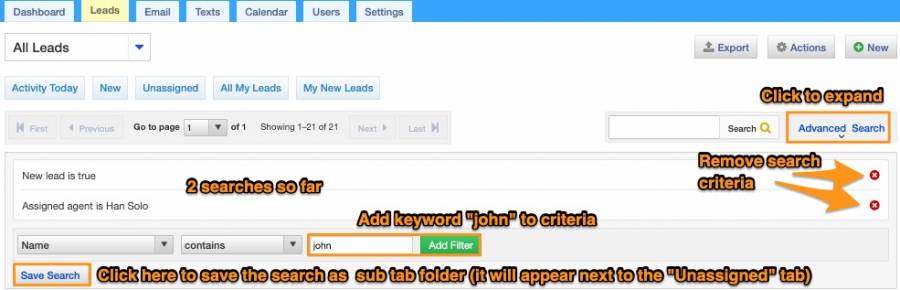 Dashboard Leads Email Texts Calendar Users Settings
All Leads Export Actions New
Activity Today New Unassigned All My Leads My New Leads
Click to expand
First Previous Go to page 1 of 1 Showing 1–21 of 21 Next Last Search Advanced Search
New lead is true
2 searches so far
Remove search
criteria
Assigned agent is Han Solo
Add keyword "john" to criteria
Name contains john Add Filter
Save Search Click here to save the search as sub tab folder (it will appear next to the "Unassigned" tab)